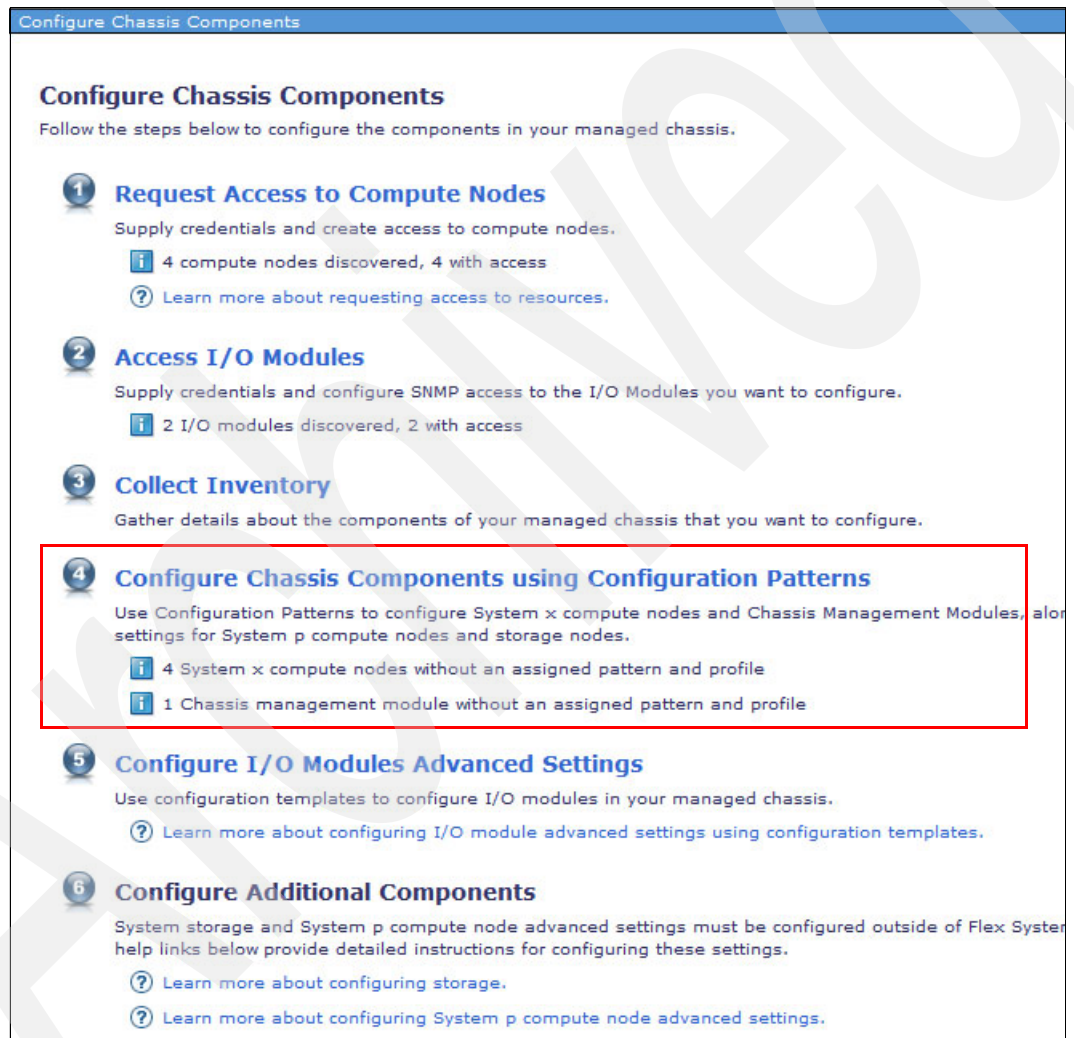 Configure Chassis Components
Configure Chassis Components
Follow the steps below to configure the components in your managed chassis.
1 Request Access to Compute Nodes
Supply credentials and create access to compute nodes.
i 4 compute nodes discovered, 4 with access
? Learn more about requesting access to resources.
2 Access I/O Modules
Supply credentials and configure SNMP access to the I/O Modules you want to configure.
i 2 I/O modules discovered, 2 with access
3 Collect Inventory
Gather details about the components of your managed chassis that you want to configure.
4 Configure Chassis Components using Configuration Patterns
Use Configuration Patterns to configure System x compute nodes and Chassis Management Modules, alon
settings for System p compute nodes and storage nodes.
i 4 System x compute nodes without an assigned pattern and profile
i 1 Chassis management module without an assigned pattern and profile
5 Configure I/O Modules Advanced Settings
Use configuration templates to configure I/O modules in your managed chassis.
? Learn more about configuring I/O module advanced settings using configuration templates.
6 Configure Additional Components
System storage and System p compute node advanced settings must be configured outside of Flex System
help links below provide detailed instructions for configuring these settings.
? Learn more about configuring storage.
? Learn more about configuring System p compute node advanced settings.
Archived